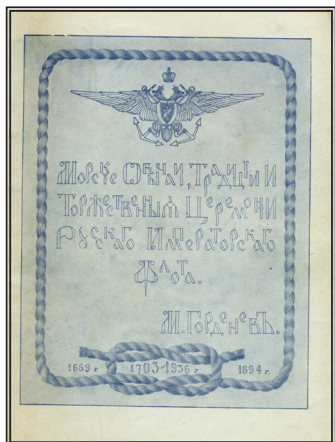 Морскіе Обычаи, Традиціи и
Торжественныя Церемоніи
Русскаго Императорскаго
Флота.
М. Горденевъ.
1669 г. 1703-1936 г. 1694 г.